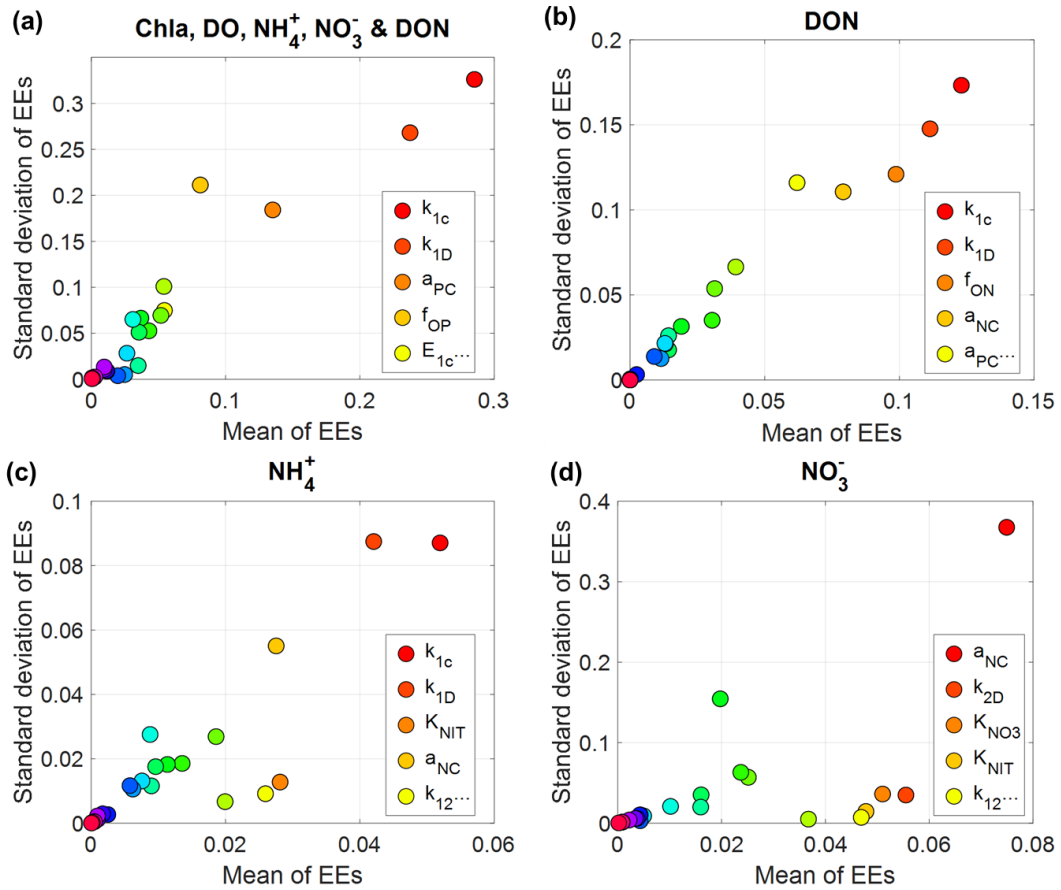 (a)
Chla, DO, NH₄⁺, NO₃⁻ & DON
Standard deviation of EEs
0.3
0.25
0.2
0.15
0.1
0.05
0
0 0.1 0.2 0.3
Mean of EEs
k₁c
k₁D
aPC
fOP
E₁c...
(b)
DON
Standard deviation of EEs
0.2
0.15
0.1
0.05
0
0 0.05 0.1 0.15
Mean of EEs
k₁c
k₁D
fON
aNC
aPC...
(c)
NH₄⁺
Standard deviation of EEs
0.1
0.08
0.06
0.04
0.02
0
0 0.02 0.04 0.06
Mean of EEs
k₁c
k₁D
KNIT
aNC
k₁₂...
(d)
NO₃⁻
Standard deviation of EEs
0.4
0.3
0.2
0.1
0
0 0.02 0.04 0.06 0.08
Mean of EEs
aNC
k₂D
KNO3
KNIT
k₁₂...